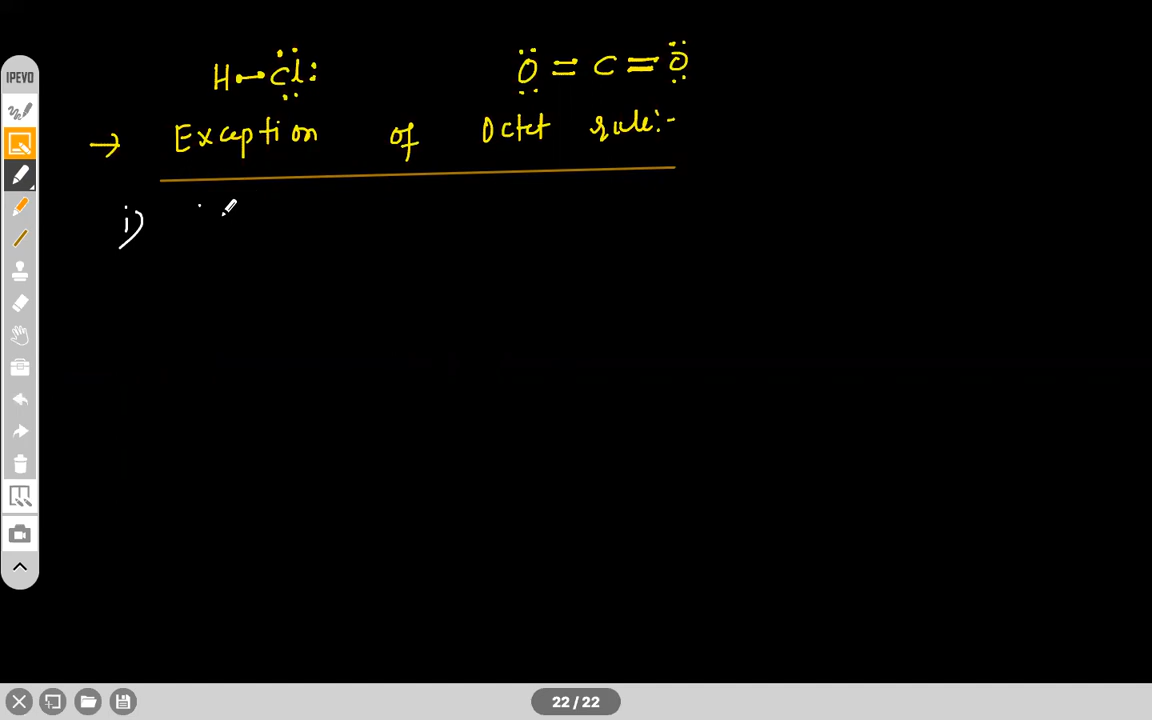 IPEVO
H-Cl: O=C=O
→ Exception of Octet rule:-
i)
22 / 22